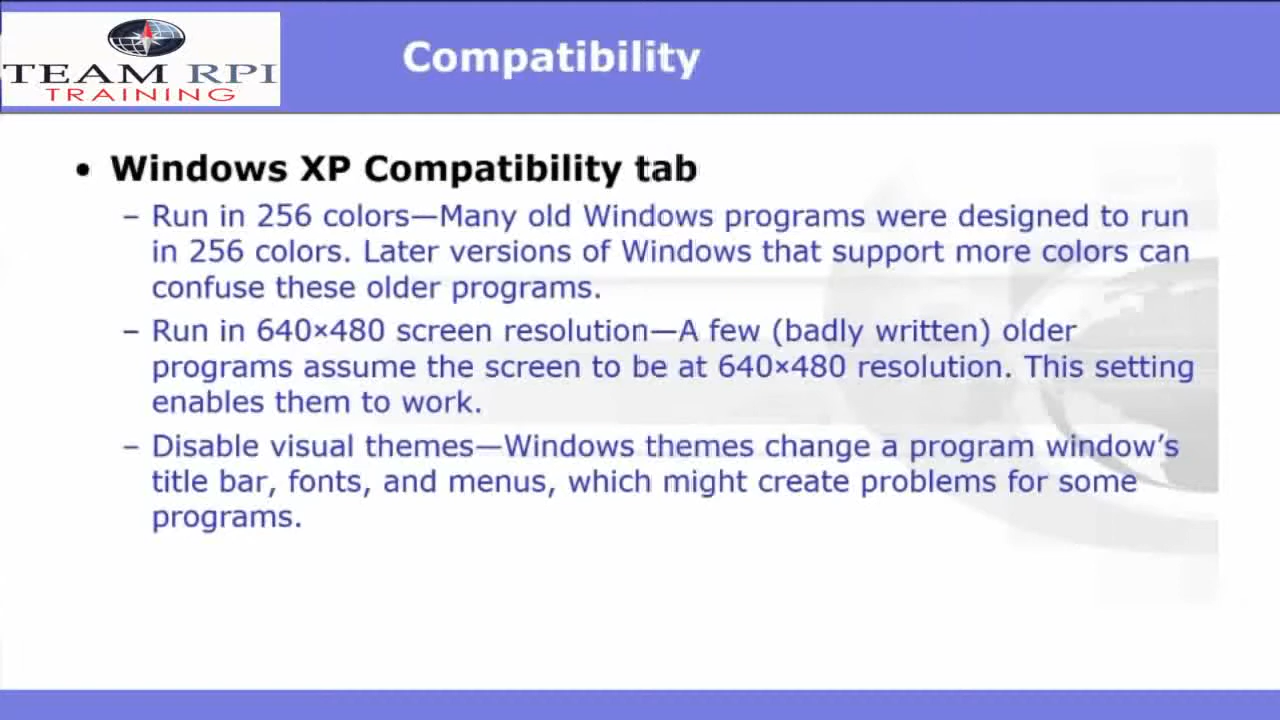 TEAM RPI
TRAINING
Compatibility
• Windows XP Compatibility tab
– Run in 256 colors—Many old Windows programs were designed to run
in 256 colors. Later versions of Windows that support more colors can
confuse these older programs.
– Run in 640×480 screen resolution—A few (badly written) older
programs assume the screen to be at 640×480 resolution. This setting
enables them to work.
– Disable visual themes—Windows themes change a program window’s
title bar, fonts, and menus, which might create problems for some
programs.